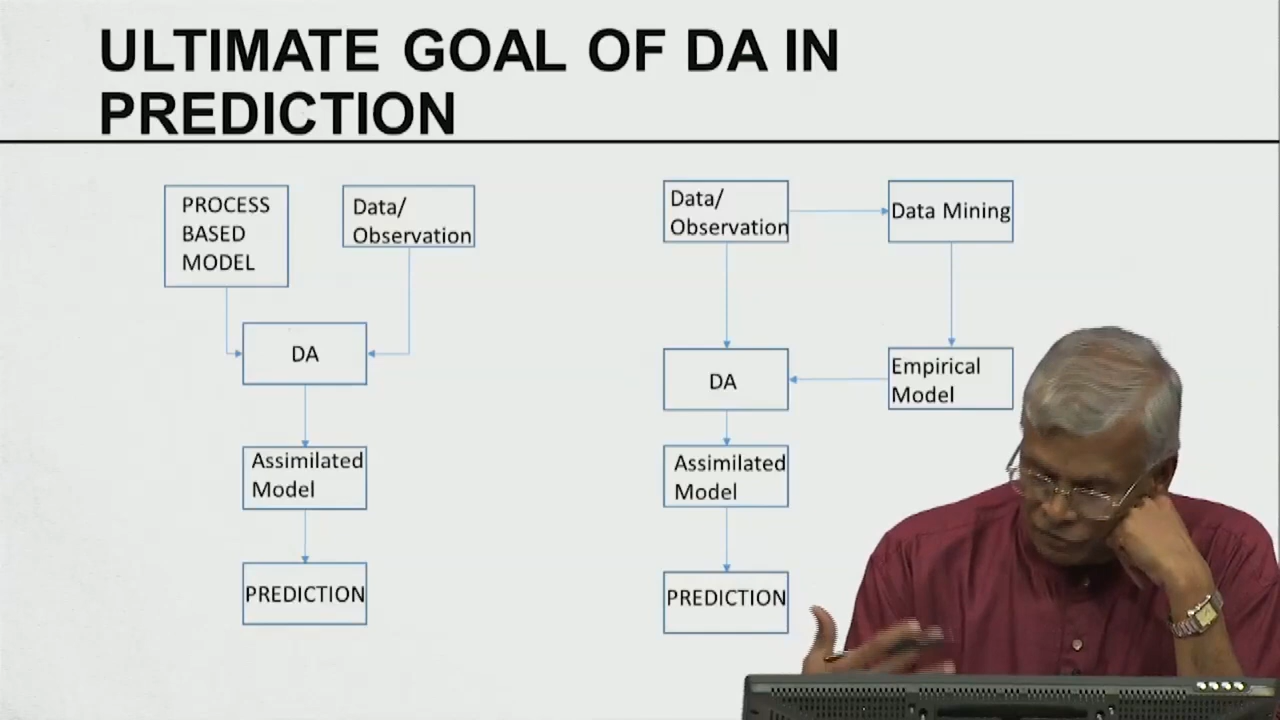 ULTIMATE GOAL OF DA IN
PREDICTION
PROCESS
BASED
MODEL
Data/
Observation
DA
Assimilated
Model
PREDICTION
Data/
Observation
Data Mining
DA
Empirical
Model
Assimilated
Model
PREDICTION